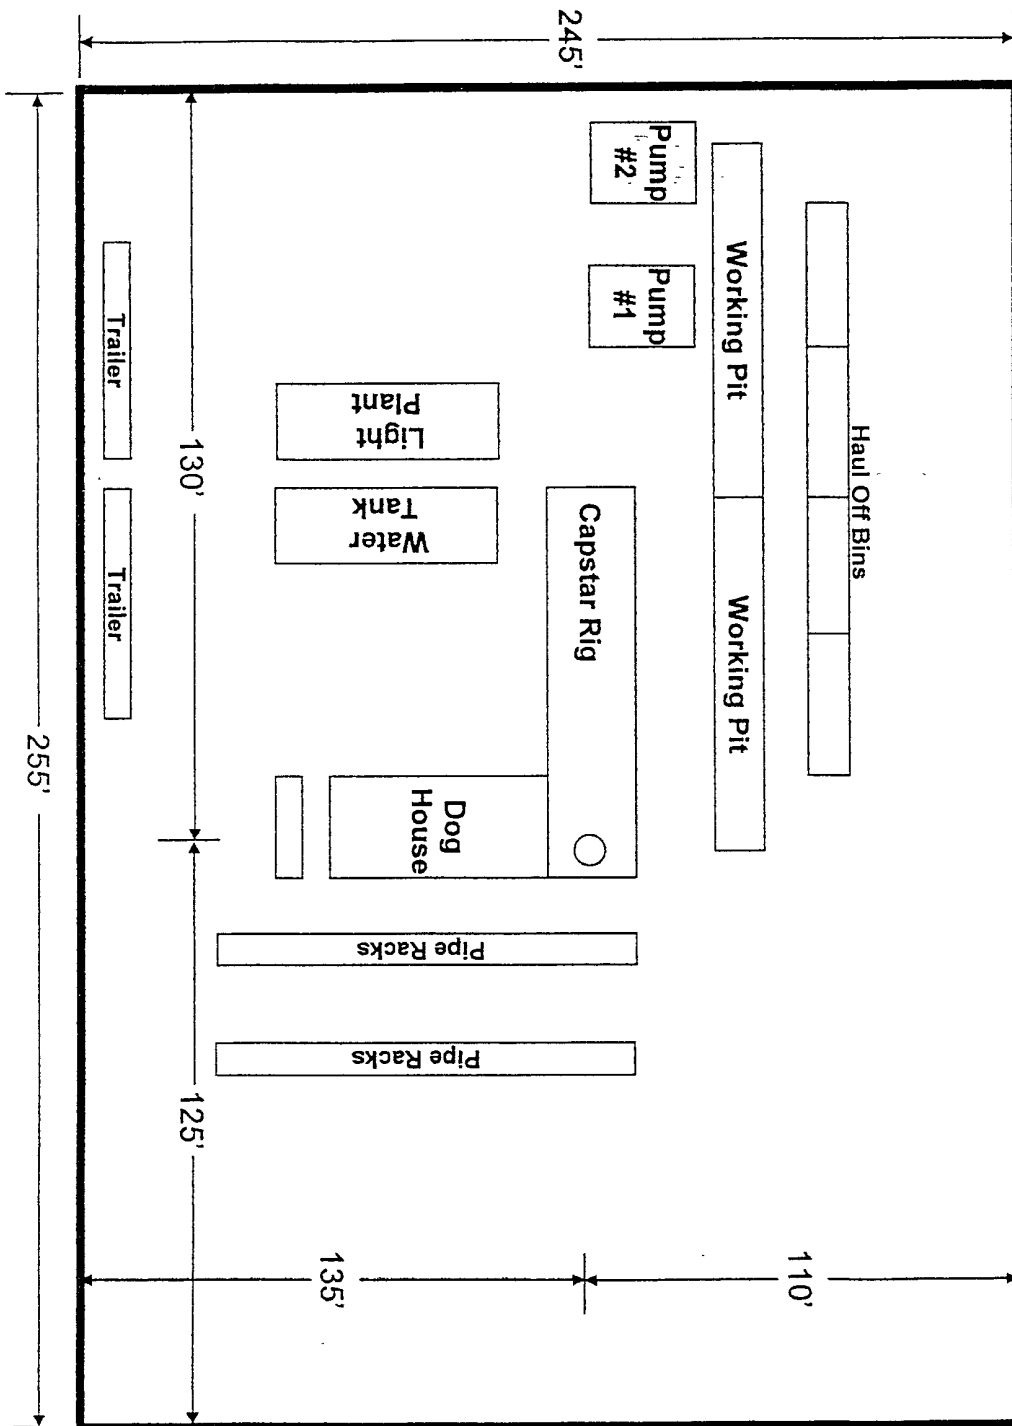 245'
Pump
#2
Pump
#1
Working Pit
Working Pit
Haul Off Bins
Trailer
Trailer
Light
Plant
Water
Tank
Capstar Rig
Dog
House
Pipe Racks
Pipe Racks
130'
125'
255'
135'
110'